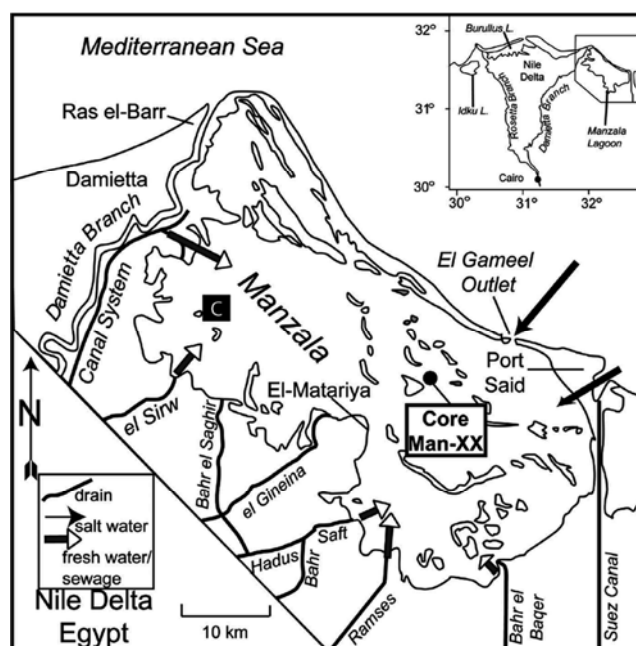 Mediterranean Sea
Ras el-Barr
Damietta
Damietta Branch
Canal System
C
Manzala
El Gameel
Outlet
Port
Said
El-Matariya
Core
Man-XX
el Sirw
Bahr el Saghir
el Gineina
Hadus
Bahr
Saft
Ramses
Bahr el
Baqer
Suez Canal
N
drain
salt water
fresh water/
sewage
Nile Delta
Egypt
10 km
32°
31°
30°
30°
31°
32°
Burullus L.
Nile
Delta
Idku L.
Rosetta Branch
Damietta Branch
Manzala
Lagoon
Cairo